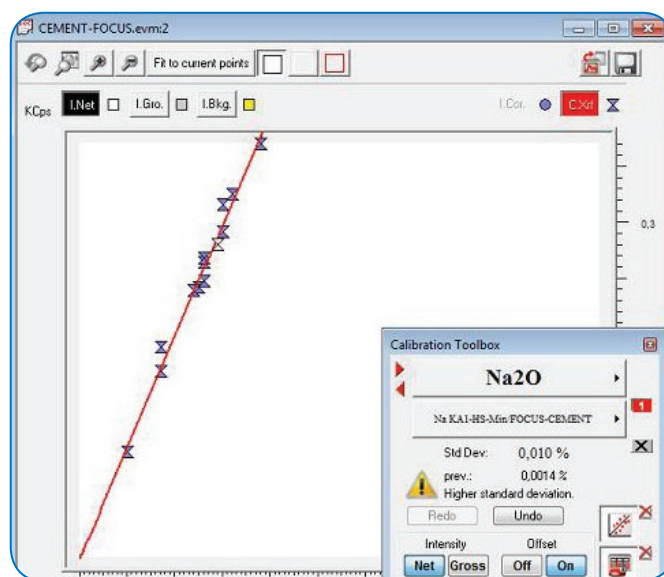 CEMENT-FOCUS.evm:2
Fit to current points
KCps I.Net I.Gro. I.Bkg. I.Cor. C.Xrf
0,3
Calibration Toolbox
Na2O
Na KA1-HS-Min/FOCUS-CEMENT
1
Std Dev: 0,010 %
prev.: 0,0014 %
Higher standard deviation.
Redo Undo
Intensity Offset
Net Gross Off On